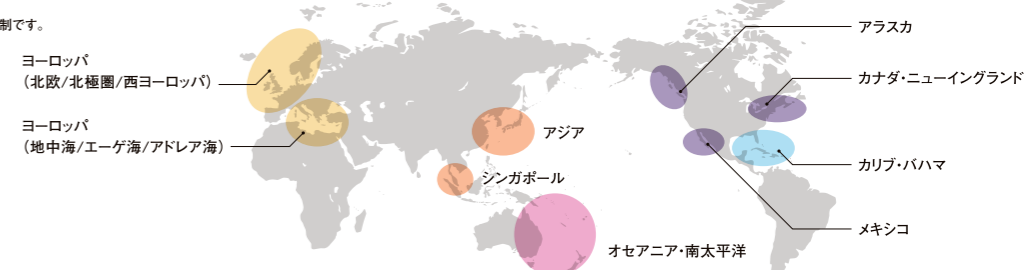 制です。
ヨーロッパ
（北欧/北極圏/西ヨーロッパ）
ヨーロッパ
（地中海/エーゲ海/アドレア海）
アジア
シンガポール
オセアニア・南太平洋
アラスカ
カナダ・ニューイングランド
カリブ・バハマ
メキシコ